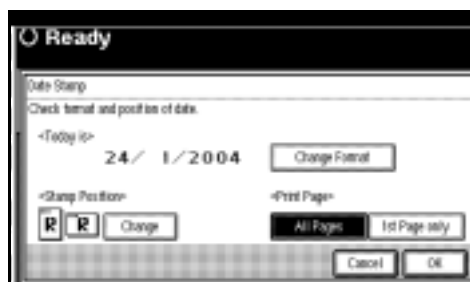 Ready
Date Stamp
Check format and position of date.
<Today is>
24/ 1/2004 Change Format
<Stamp Position> <Print Page>
R R Change All Pages 1st Page only
Cancel OK